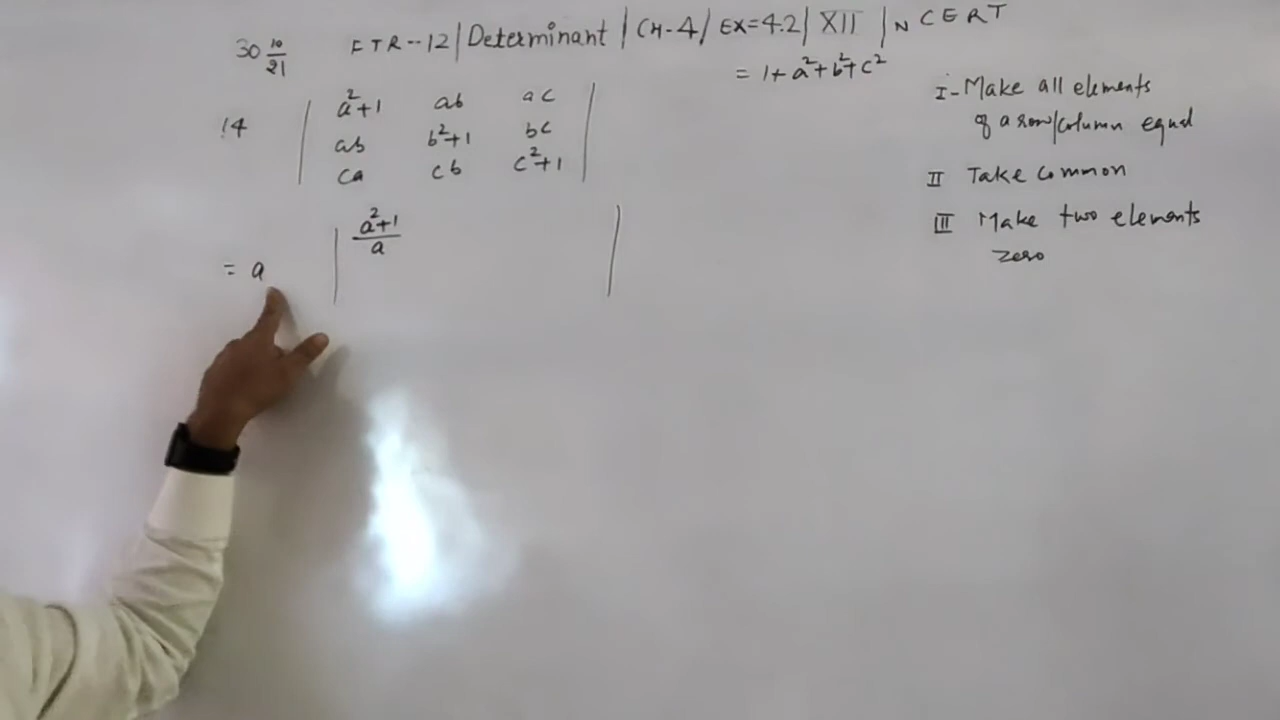 30 10/21 FTR-12 | Determinant | CH-4 / EX=4.2 | XII | NCERT
= 1+a²+b²+c²
14 | a²+1 ab ac |
| ab b²+1 bc |
| ca cb c²+1 |
= a | (a²+1)/a |
I- Make all elements
of a row/column equal
II Take common
III Make two elements
zero